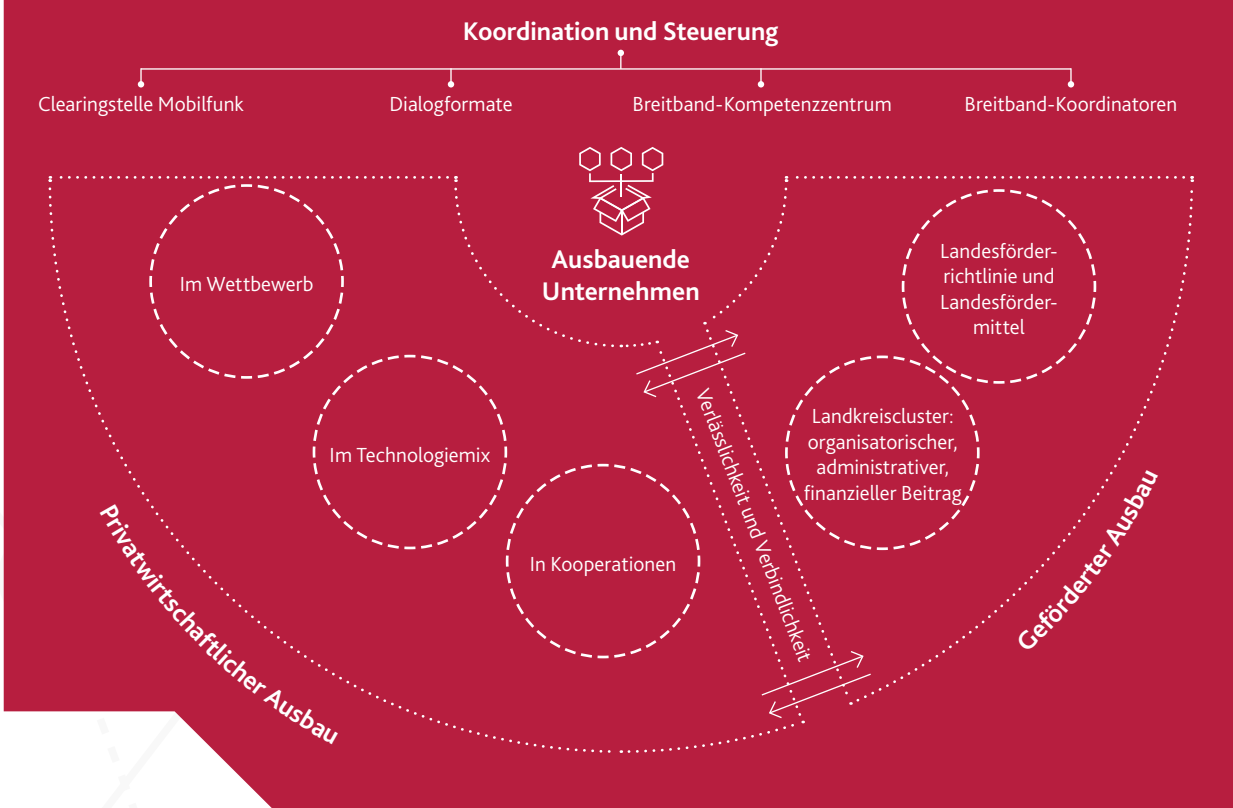 Koordination und Steuerung
Clearingstelle Mobilfunk
Dialogformate
Breitband-Kompetenzzentrum
Breitband-Koordinatoren
Ausbauende
Unternehmen
Im Wettbewerb
Im Technologiemix
In Kooperationen
Privatwirtschaftlicher Ausbau
Verlässlichkeit und Verbindlichkeit
Landesförder-
richtlinie und
Landesförder-
mittel
Landkreiscluster:
organisatorischer,
administrativer,
finanzieller Beitrag
Geförderter Ausbau